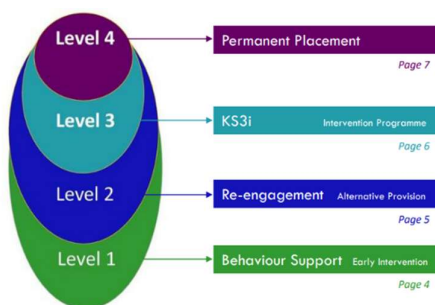 Level 4
Permanent Placement
Page 7
Level 3
KS3i Intervention Programme
Page 6
Level 2
Re-engagement Alternative Provision
Page 5
Level 1
Behaviour Support Early Intervention
Page 4